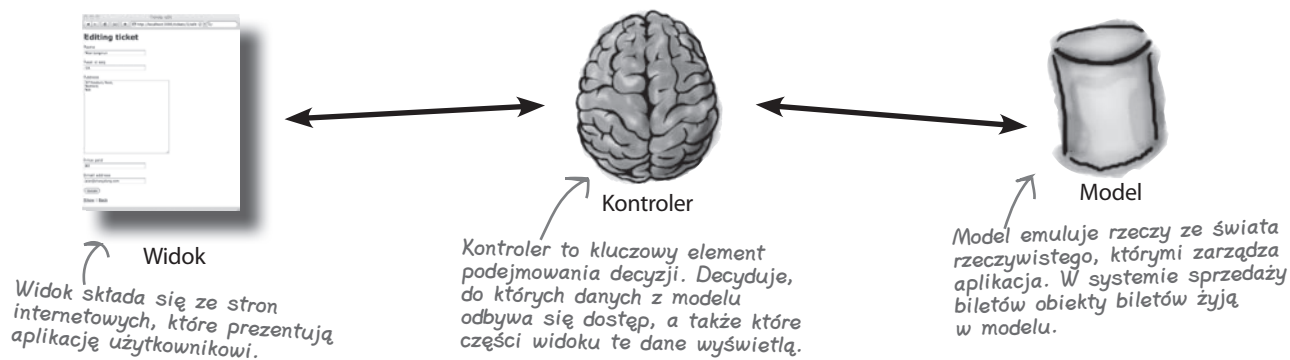 Editing ticket
Widok
Widok składa się ze stron
internetowych, które prezentują
aplikację użytkownikowi.
Kontroler
Kontroler to kluczowy element
podejmowania decyzji. Decyduje,
do których danych z modelu
odbywa się dostęp, a także które
części widoku te dane wyświetlą.
Model
Model emuluje rzeczy ze świata
rzeczywistego, którymi zarządza
aplikacja. W systemie sprzedaży
biletów obiekty biletów żyją
w modelu.